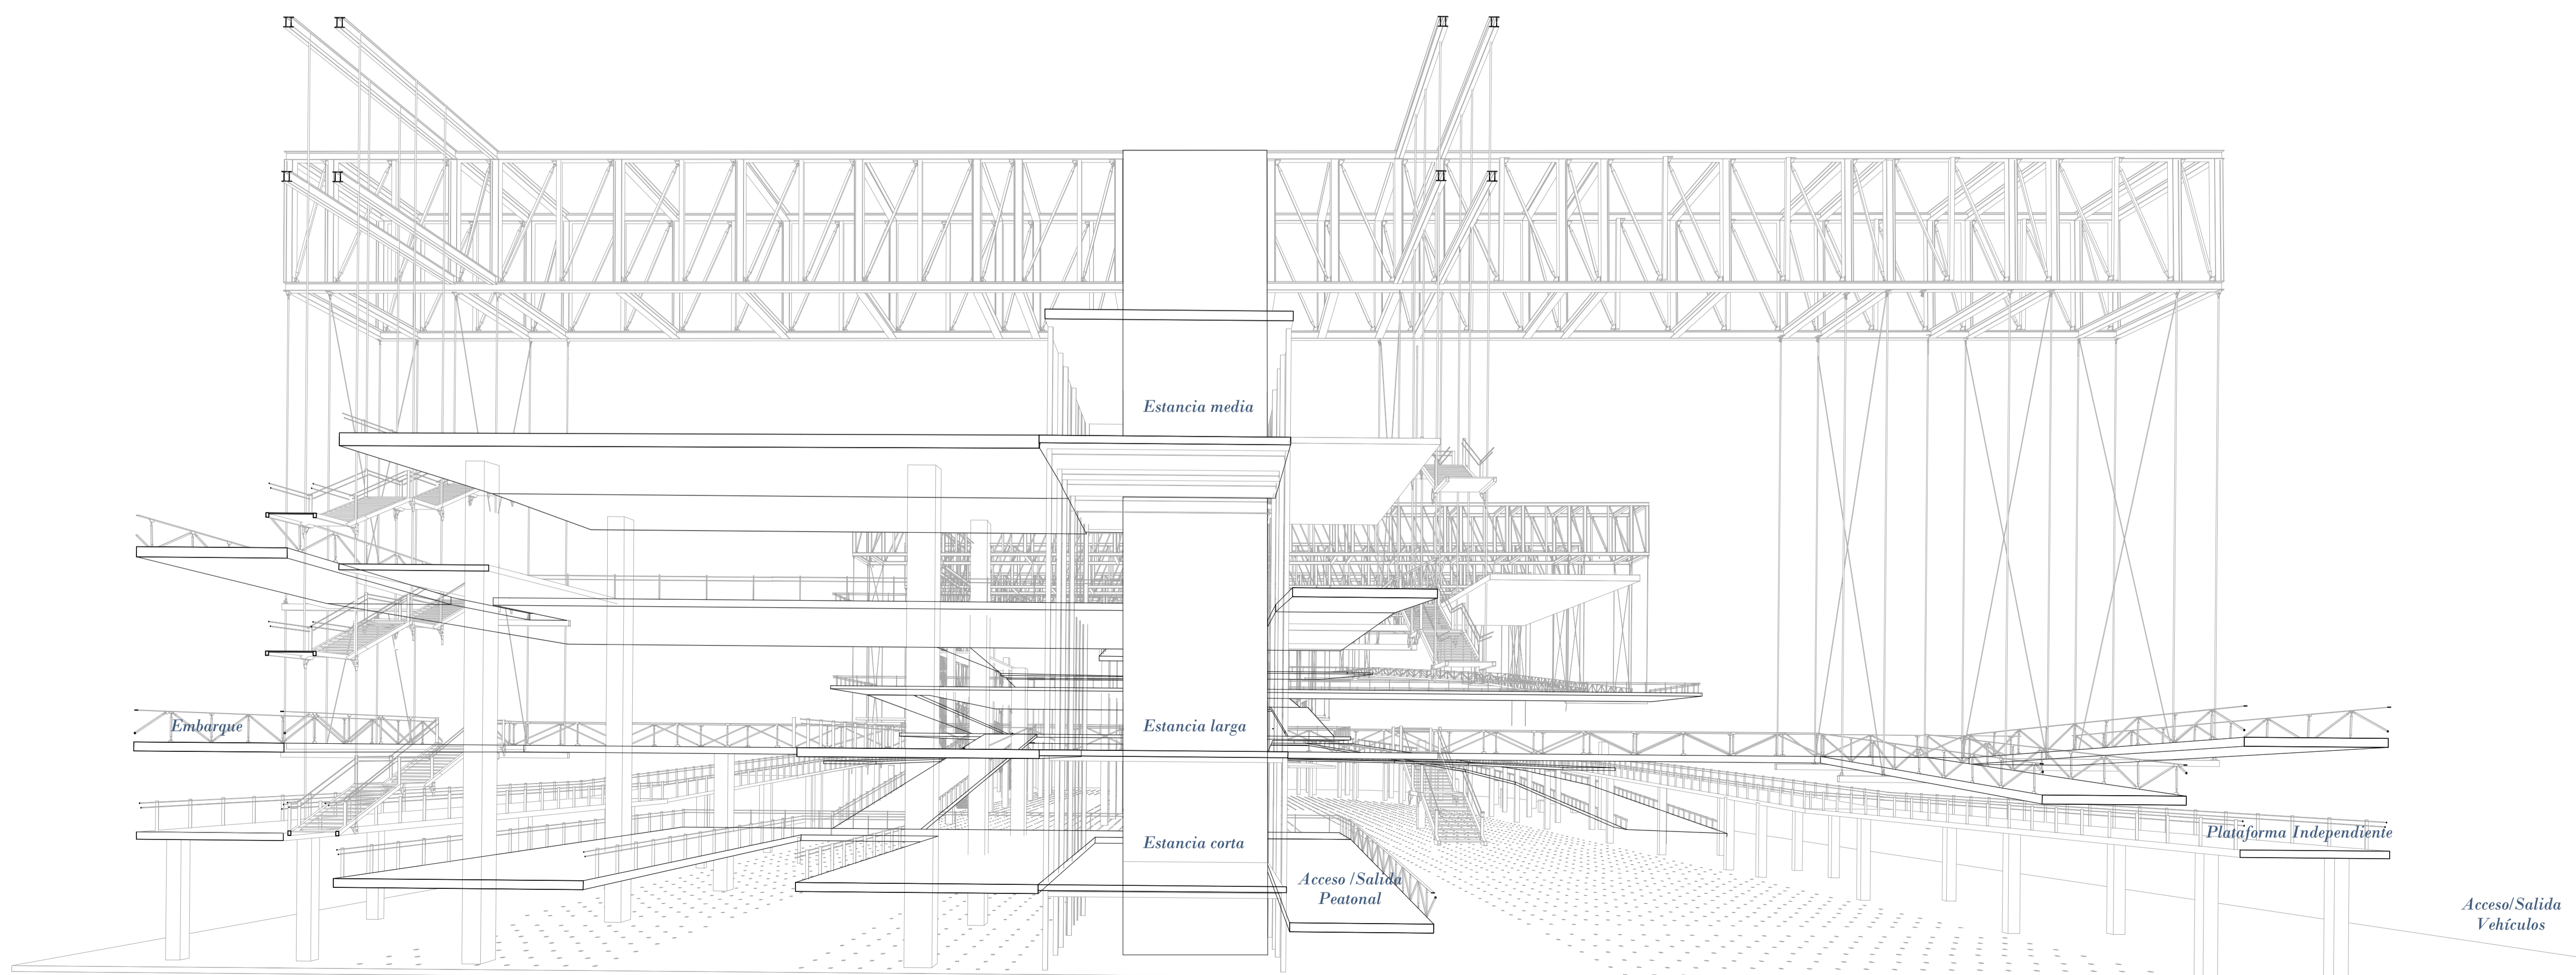 Estancia media
Embarque
Estancia larga
Plataforma Independiente
Estancia corta
Acceso /Salida
Peatonal
Acceso/Salida
Vehículos